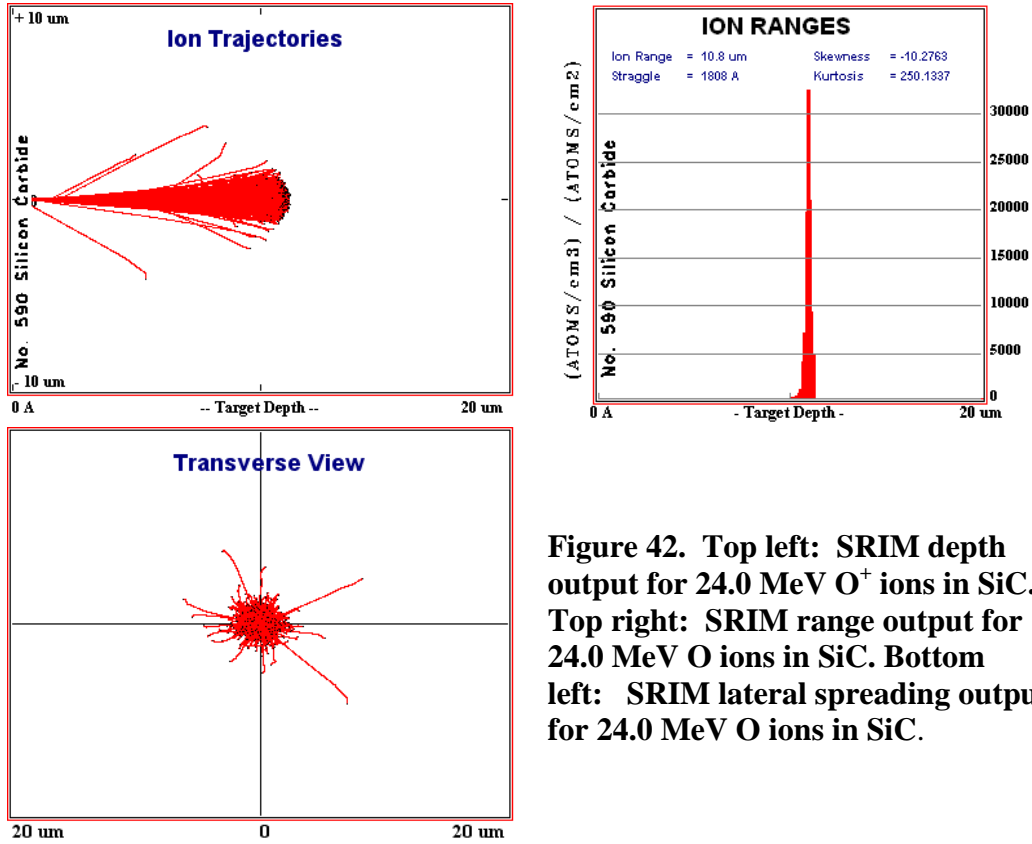 + 10 um
Ion Trajectories
No. 590 Silicon Carbide
- 10 um
0 A
-- Target Depth --
20 um
ION RANGES
Ion Range = 10.8 um
Skewness = -10.2763
Straggle = 1808 A
Kurtosis = 250.1337
(ATOMS/cm3) / (ATOMS/cm2)
No. 590 Silicon Carbide
30000
25000
20000
15000
10000
5000
0
0 A
- Target Depth -
20 um
Transverse View
20 um
0
20 um
Figure 42. Top left: SRIM depth
output for 24.0 MeV O+ ions in SiC.
Top right: SRIM range output for
24.0 MeV O ions in SiC. Bottom
left: SRIM lateral spreading outpu
for 24.0 MeV O ions in SiC.